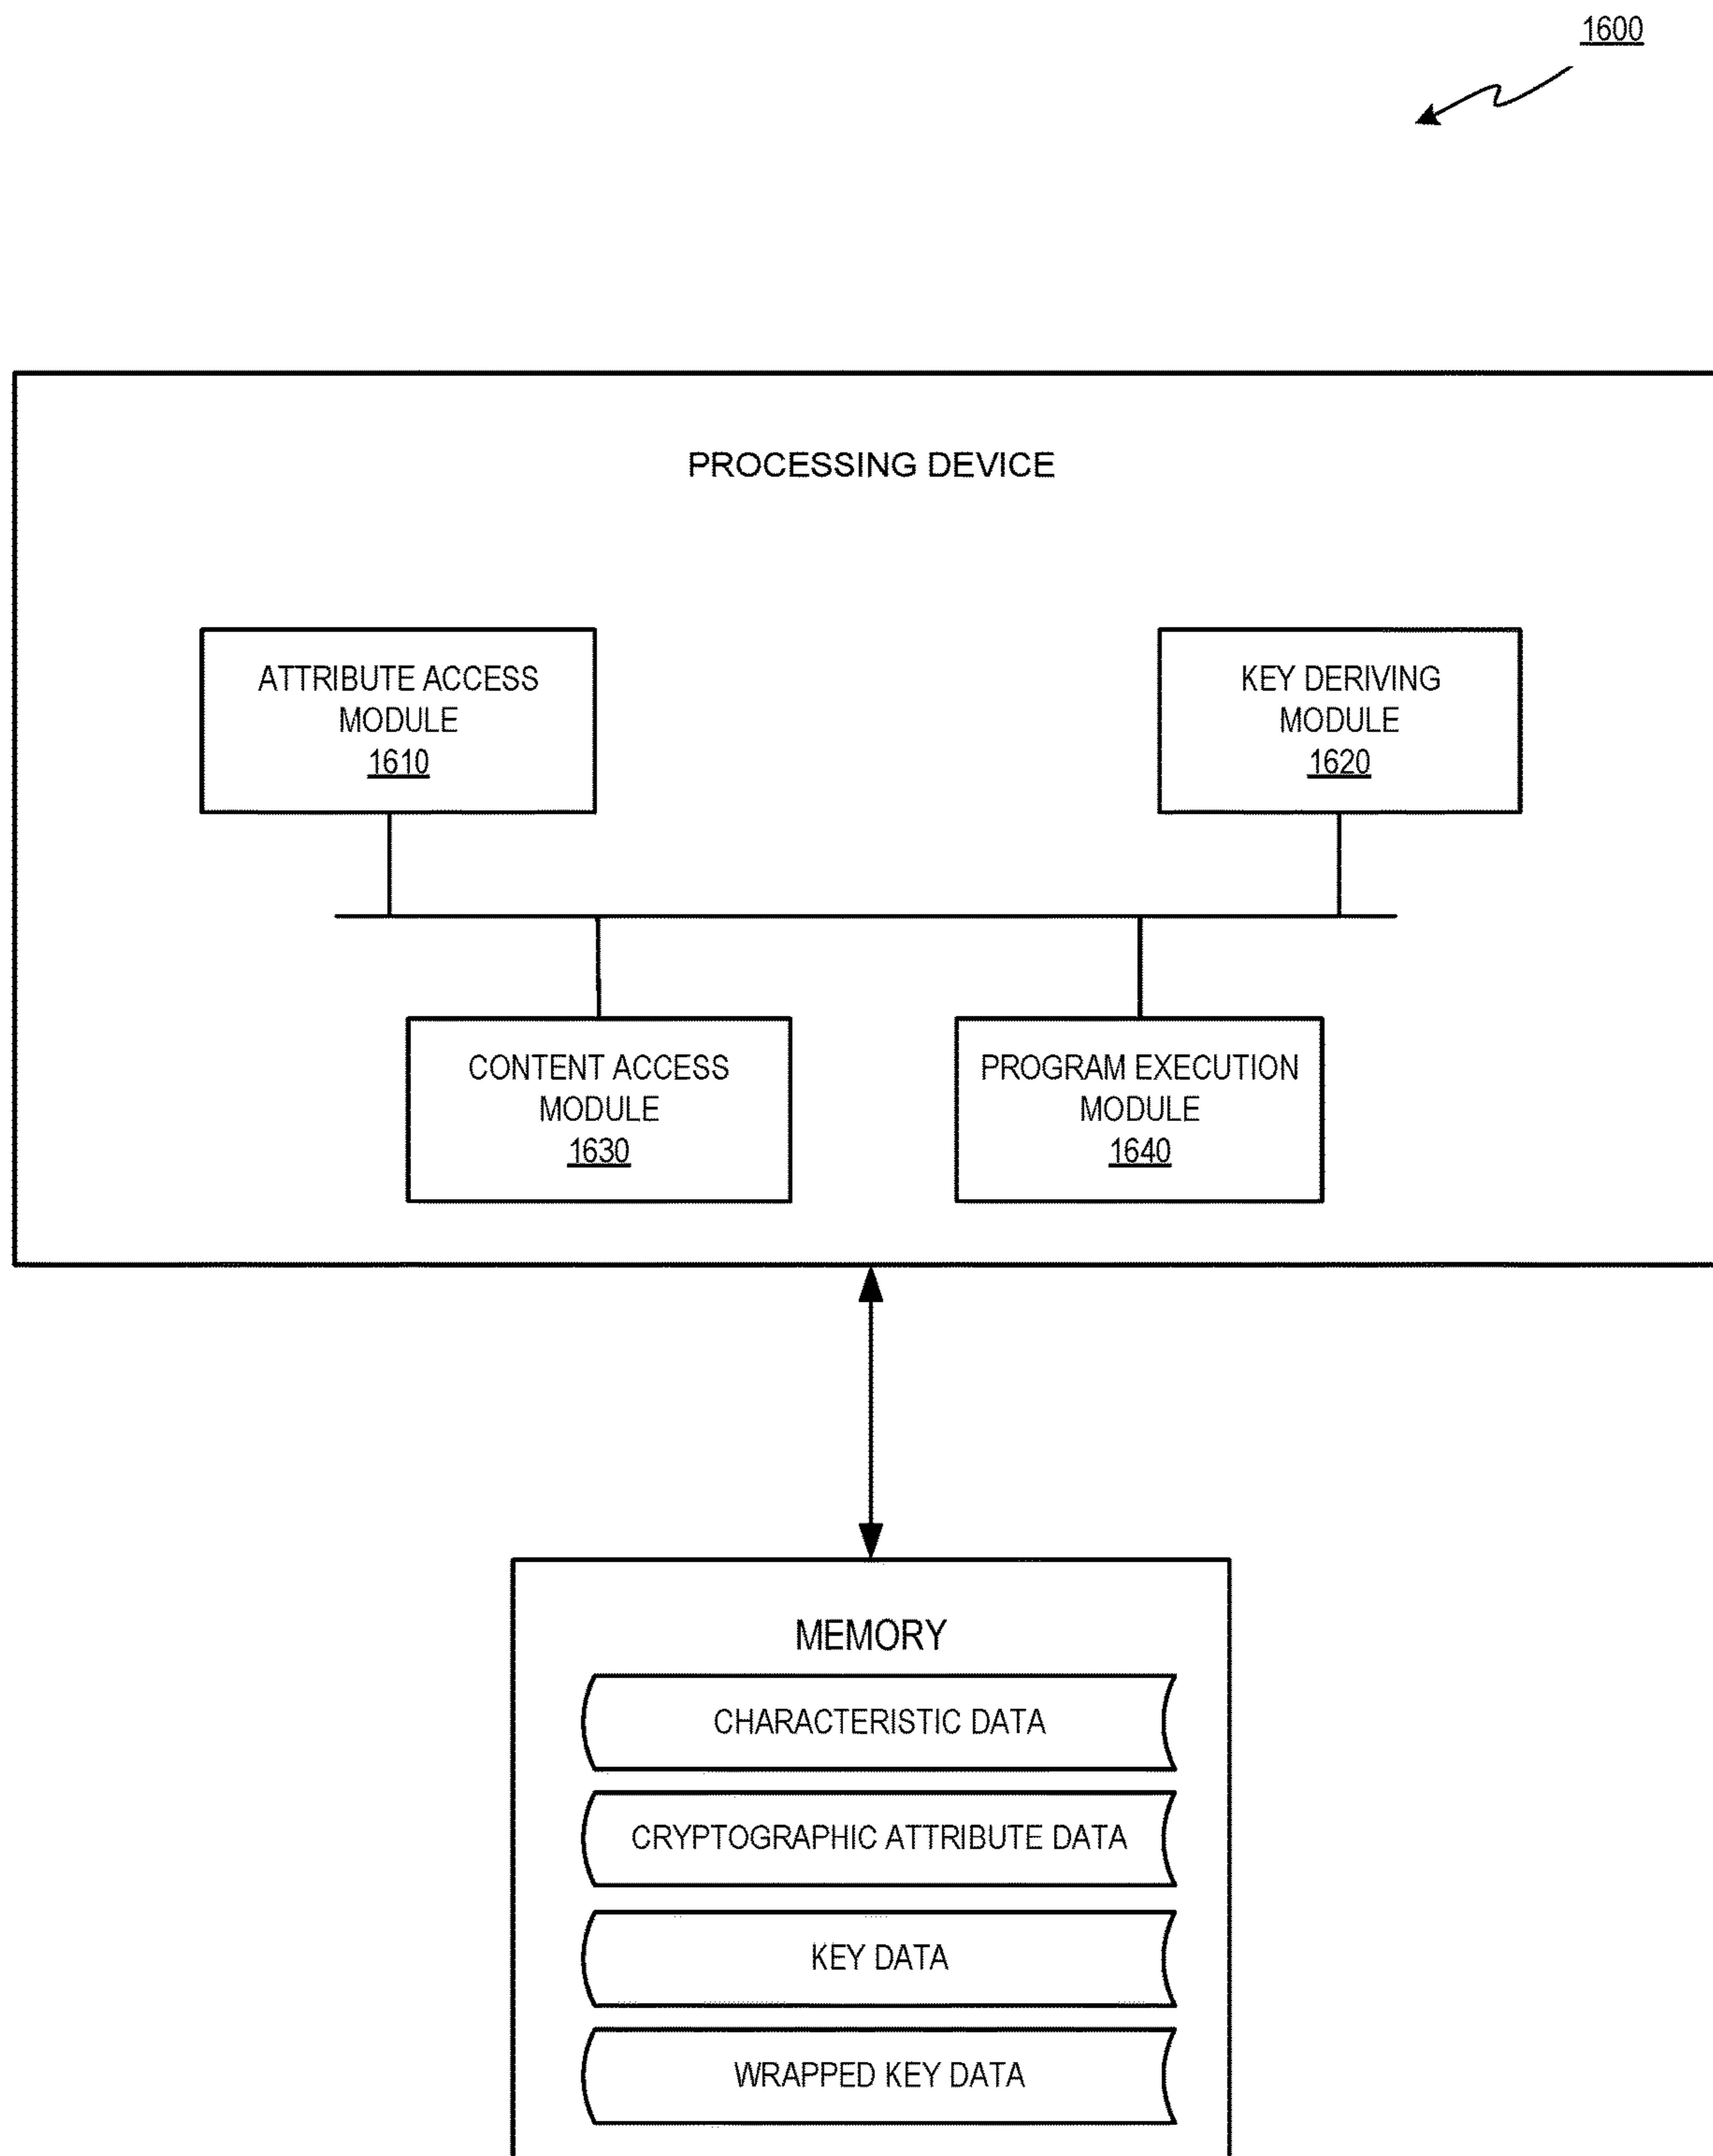 1600
PROCESSING DEVICE
ATTRIBUTE ACCESS
MODULE
1610
KEY DERIVING
MODULE
1620
CONTENT ACCESS
MODULE
1630
PROGRAM EXECUTION
MODULE
1640
MEMORY
CHARACTERISTIC DATA
CRYPTOGRAPHIC ATTRIBUTE DATA
KEY DATA
WRAPPED KEY DATA